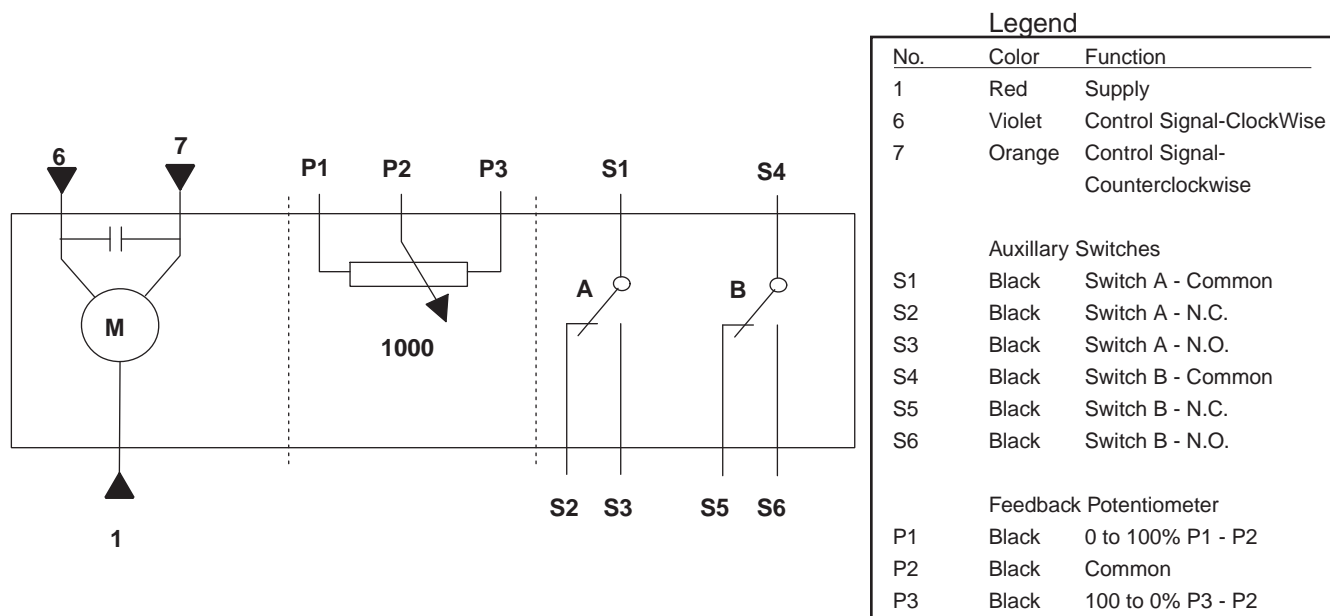 6
7
P1 P2 P3
S1
S4
M
1000
A
B
1
S2 S3
S5 S6
Legend
No. Color Function
1 Red Supply
6 Violet Control Signal-ClockWise
7 Orange Control Signal-
Counterclockwise
Auxillary Switches
S1 Black Switch A - Common
S2 Black Switch A - N.C.
S3 Black Switch A - N.O.
S4 Black Switch B - Common
S5 Black Switch B - N.C.
S6 Black Switch B - N.O.
Feedback Potentiometer
P1 Black 0 to 100% P1 - P2
P2 Black Common
P3 Black 100 to 0% P3 - P2